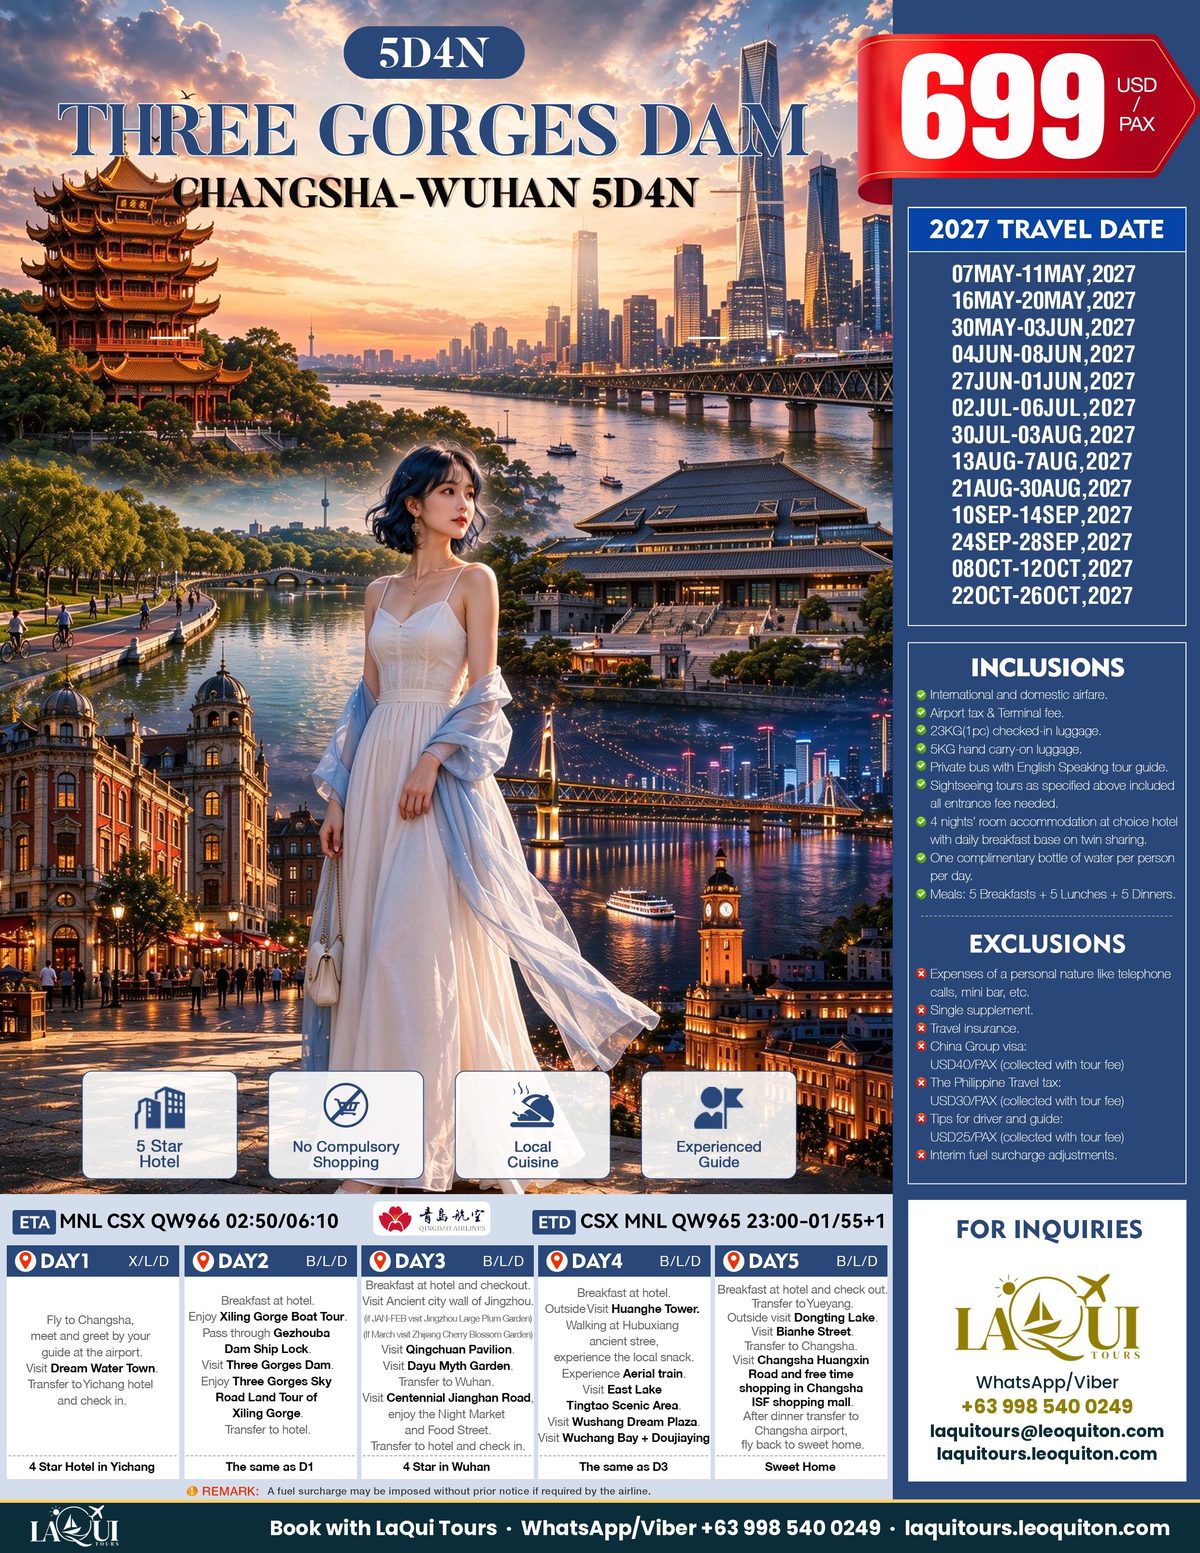 5D4N
THREE GORGES DAM
CHANGSHA-WUHAN 5D4N
699
USD
/
PAX
2027 TRAVEL DATE
07MAY-11MAY,2027
16MAY-20MAY,2027
30MAY-03JUN,2027
04JUN-08JUN,2027
27JUN-01JUN,2027
02JUL-06JUL,2027
30JUL-03AUG,2027
13AUG-7AUG,2027
21AUG-30AUG,2027
10SEP-14SEP,2027
24SEP-28SEP,2027
08OCT-12OCT,2027
22OCT-26OCT,2027
INCLUSIONS
International and domestic airfare.
Airport tax & Terminal fee.
23KG(1pc) checked-in luggage.
5KG hand carry-on luggage.
Private bus with English Speaking tour guide.
Sightseeing tours as specified above included
all entrance fee needed.
4 nights' room accommodation at choice hotel
with daily breakfast base on twin sharing.
One complimentary bottle of water per person
per day.
Meals: 5 Breakfasts + 5 Lunches + 5 Dinners.
EXCLUSIONS
Expenses of a personal nature like telephone
calls, mini bar, etc.
Single supplement.
Travel insurance.
China Group visa:
USD40/PAX (collected with tour fee)
The Philippine Travel tax:
USD30/PAX (collected with tour fee)
Tips for driver and guide:
USD25/PAX (collected with tour fee)
Interim fuel surcharge adjustments.
5 Star
Hotel
No Compulsory
Shopping
Local
Cuisine
Experienced
Guide
ETA MNL CSX QW966 02:50/06:10
青島航空
QINGDAO AIRLINES
ETD CSX MNL QW965 23:00-01/55+1
DAY1 X/L/D
Fly to Changsha,
meet and greet by your
guide at the airport.
Visit Dream Water Town.
Transfer to Yichang hotel
and check in.
4 Star Hotel in Yichang
DAY2 B/L/D
Breakfast at hotel.
Enjoy Xiling Gorge Boat Tour.
Pass through Gezhouba
Dam Ship Lock.
Visit Three Gorges Dam.
Enjoy Three Gorges Sky
Road Land Tour of
Xiling Gorge.
Transfer to hotel.
The same as D1
DAY3 B/L/D
Breakfast at hotel and checkout.
Visit Ancient city wall of Jingzhou.
(if JAN-FEB visit Jingzhou Large Plum Garden)
(If March visit Zhijiang Cherry Blossom Garden)
Visit Qingchuan Pavilion.
Visit Dayu Myth Garden.
Transfer to Wuhan.
Visit Centennial Jianghan Road,
enjoy the Night Market
and Food Street.
Transfer to hotel and check in.
4 Star in Wuhan
DAY4 B/L/D
Breakfast at hotel.
Outside Visit Huanghe Tower.
Walking at Hubuxiang
ancient stree,
experience the local snack.
Experience Aerial train.
Visit East Lake
Tingtao Scenic Area.
Visit Wushang Dream Plaza.
Visit Wuchang Bay + Doujiaying
The same as D3
DAY5 B/L/D
Breakfast at hotel and check out.
Transfer to Yueyang.
Outside visit Dongting Lake.
Visit Bianhe Street.
Transfer to Changsha.
Visit Changsha Huangxin
Road and free time
shopping in Changsha
ISF shopping mall.
After dinner transfer to
Changsha airport,
fly back to sweet home.
Sweet Home
REMARK: A fuel surcharge may be imposed without prior notice if required by the airline.
FOR INQUIRIES
LAQUI
TOURS
WhatsApp/Viber
+63 998 540 0249
laquitours@leoquiton.com
laquitours.leoquiton.com
LAQUI
TOURS
Book with LaQui Tours · WhatsApp/Viber +63 998 540 0249 · laquitours.leoquiton.com